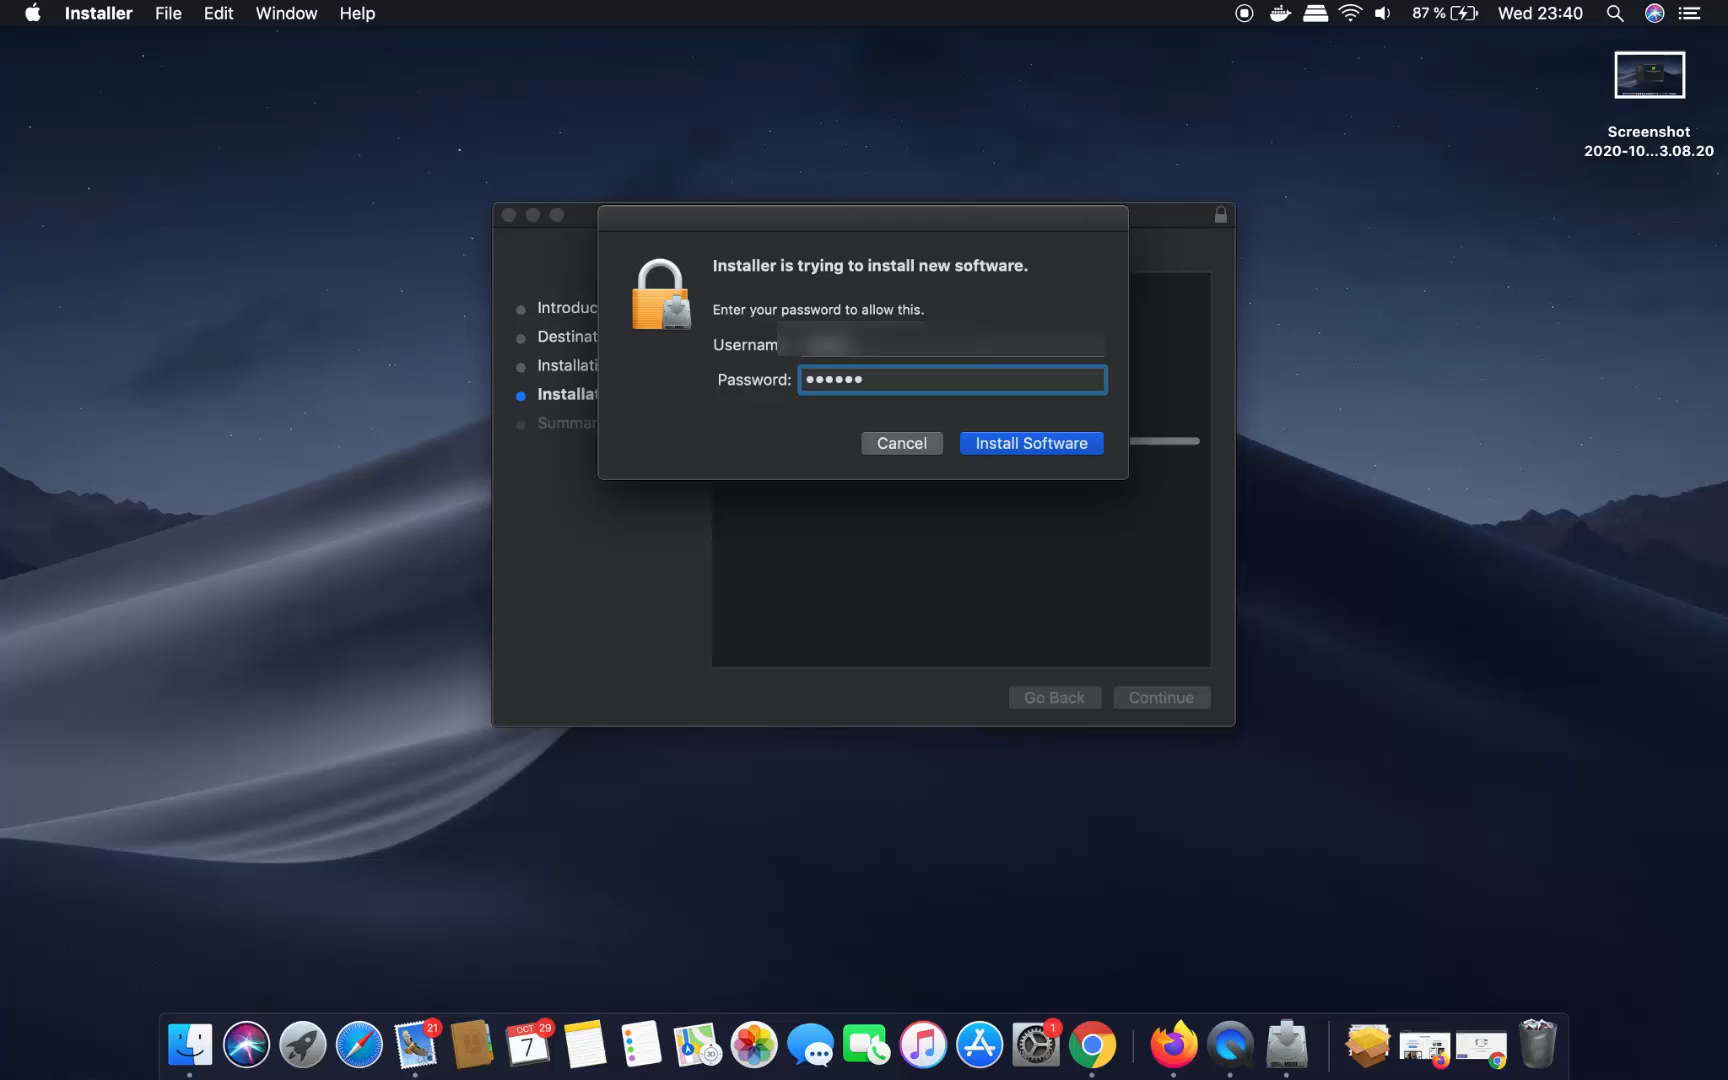 Installer File Edit Window Help 87 % Wed 23:40
Screenshot
2020-10...3.08.20
Installer is trying to install new software.
Enter your password to allow this.
Usernam
Password: ••••••
Cancel Install Software
Introduc
Destinat
Installati
Installat
Summar
Go Back Continue
21
OCT 29
7
3D
1